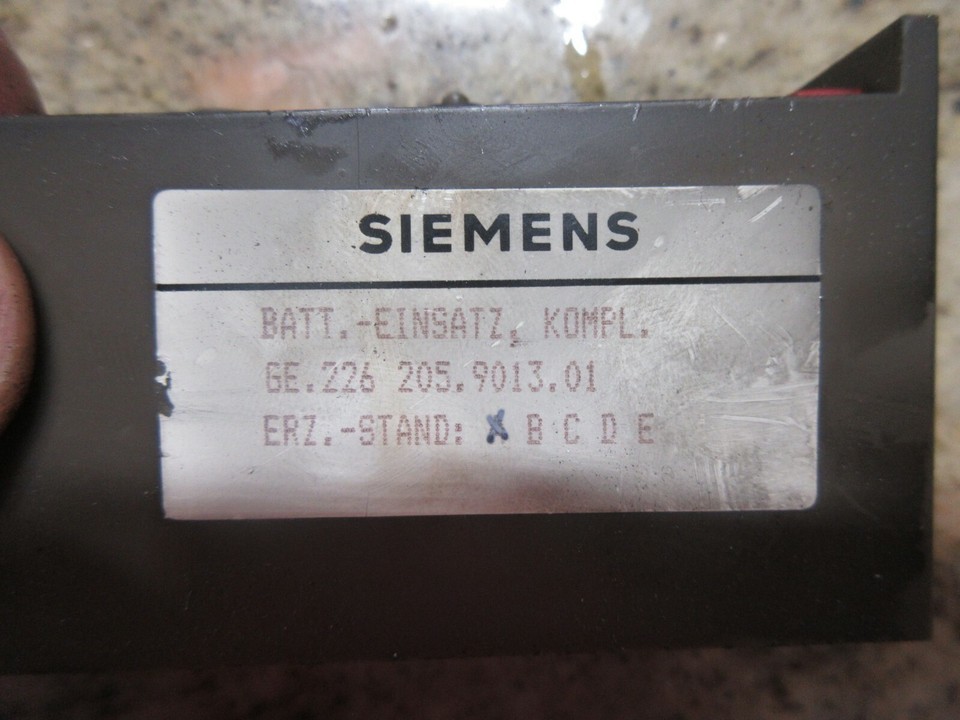 SIEMENS
BATT.-EINSATZ, KOMPL.
GE.226 205.9013.01
ERZ.-STAND: A B C D E